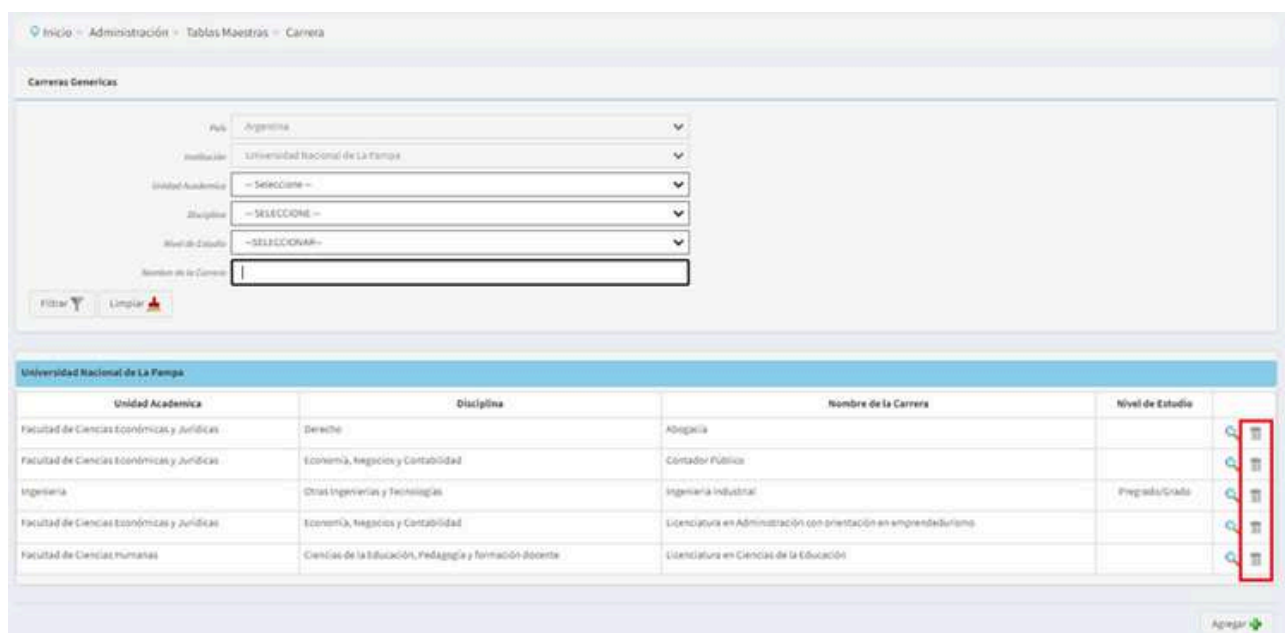 Inicio - Administración - Tablas Maestras - Carrera
Carreras Genericas
País Argentina
Institución Universidad Nacional de La Pampa
Unidad Academica -- Seleccione --
Disciplina -- SELECCIONE --
Nivel de Estudio --SELECCIONAR--
Nombre de la Carrera
Filtrar Limpiar
Universidad Nacional de La Pampa
Unidad Academica Disciplina Nombre de la Carrera Nivel de Estudio
Facultad de Ciencias Económicas y Jurídicas Derecho Abogacía
Facultad de Ciencias Económicas y Jurídicas Economía, Negocios y Contabilidad Contador Público
Ingeniería Otras Ingenierías y Tecnologías Ingeniería Industrial Pregrado/Grado
Facultad de Ciencias Económicas y Jurídicas Economía, Negocios y Contabilidad Licenciatura en Administración con orientación en emprendedurismo
Facultad de Ciencias Humanas Ciencias de la Educación, Pedagogía y formación docente Licenciatura en Ciencias de la Educación
Agregar